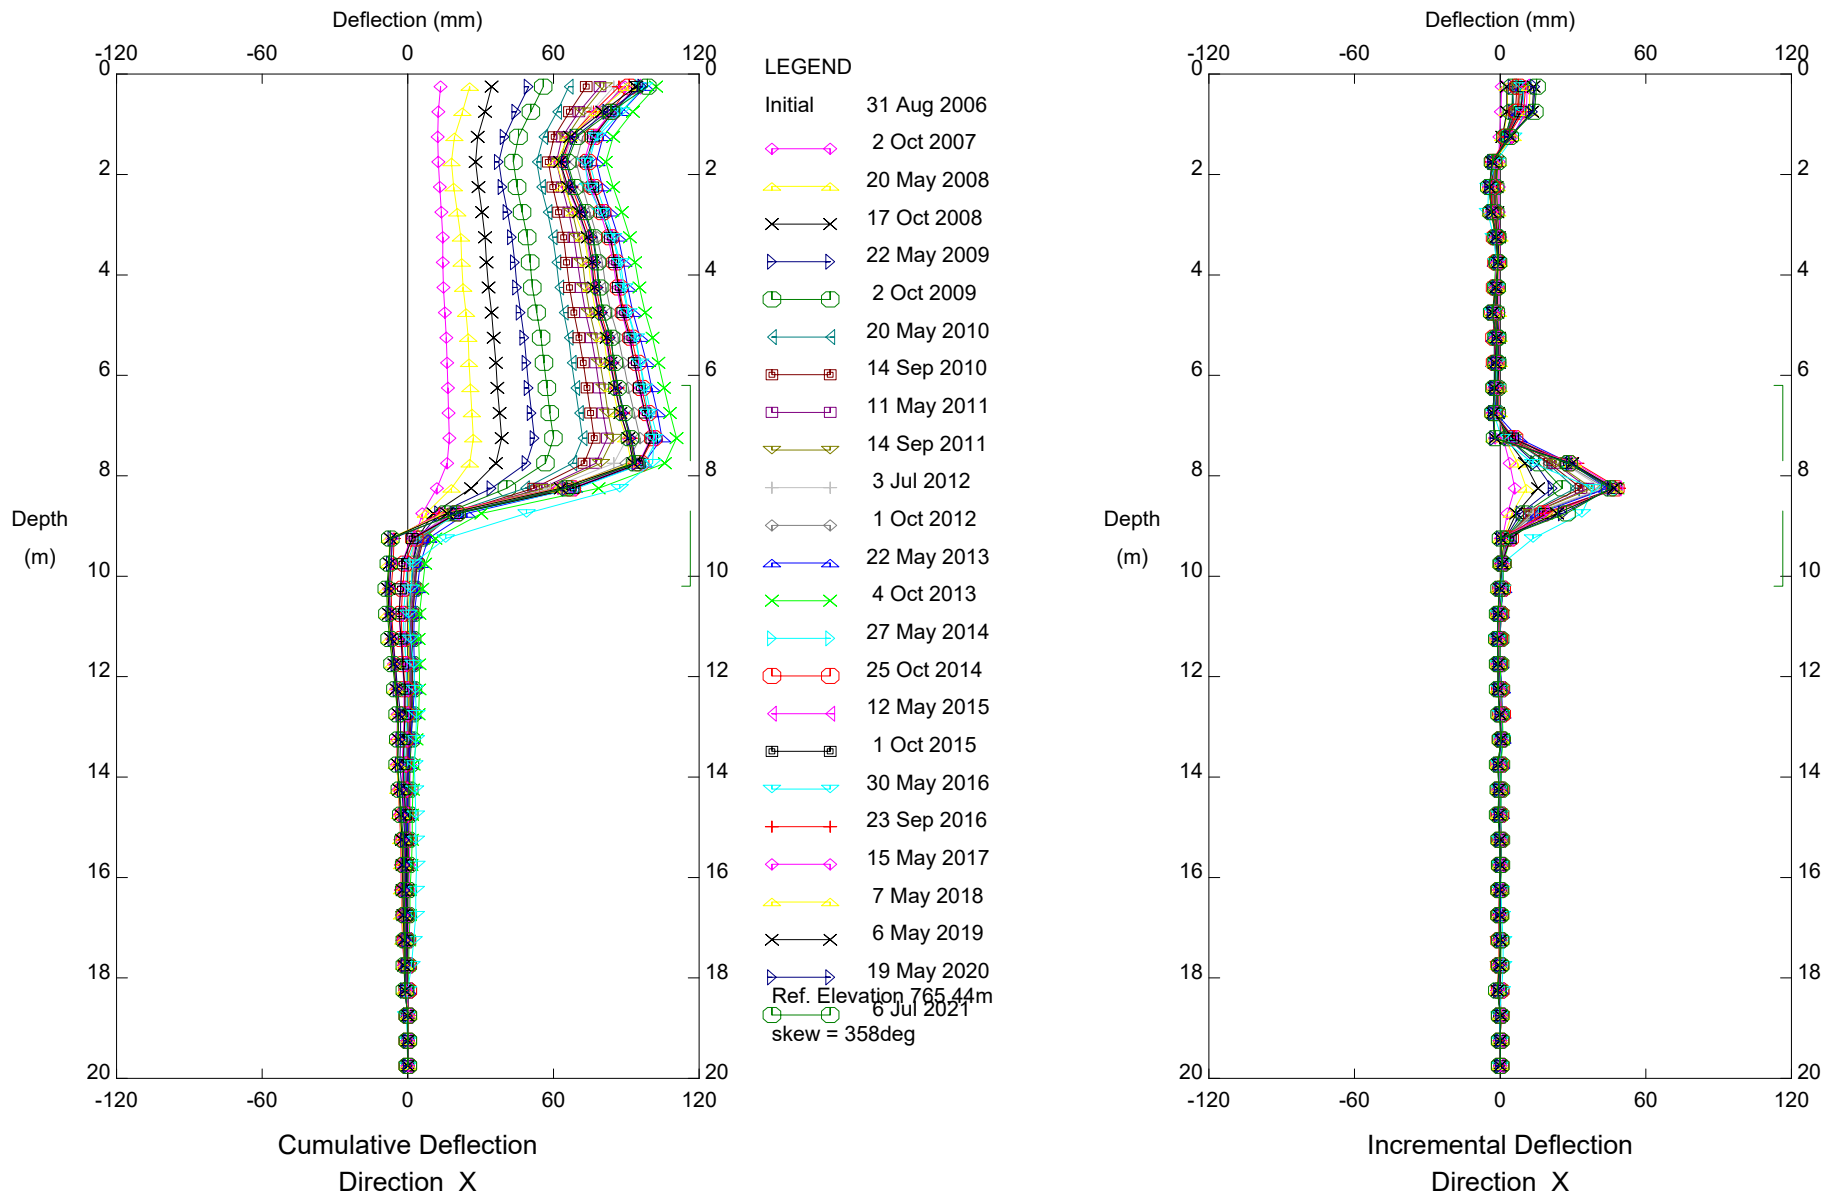 Deflection (mm)
-120 -60 0 60 120
0 0
2 2
4 4
6 6
8 8
10 10
12 12
14 14
16 16
18 18
20 20
-120 -60 0 60 120
Depth
(m)
Cumulative Deflection
Direction X
LEGEND
Initial 31 Aug 2006
2 Oct 2007
20 May 2008
17 Oct 2008
22 May 2009
2 Oct 2009
20 May 2010
14 Sep 2010
11 May 2011
14 Sep 2011
3 Jul 2012
1 Oct 2012
22 May 2013
4 Oct 2013
27 May 2014
25 Oct 2014
12 May 2015
1 Oct 2015
30 May 2016
23 Sep 2016
15 May 2017
7 May 2018
6 May 2019
19 May 2020
Ref. Elevation 765.44m
6 Jul 2021
skew = 358deg
Deflection (mm)
-120 -60 0 60 120
0 0
2 2
4 4
6 6
8 8
10 10
12 12
14 14
16 16
18 18
20 20
-120 -60 0 60 120
Depth
(m)
Incremental Deflection
Direction X